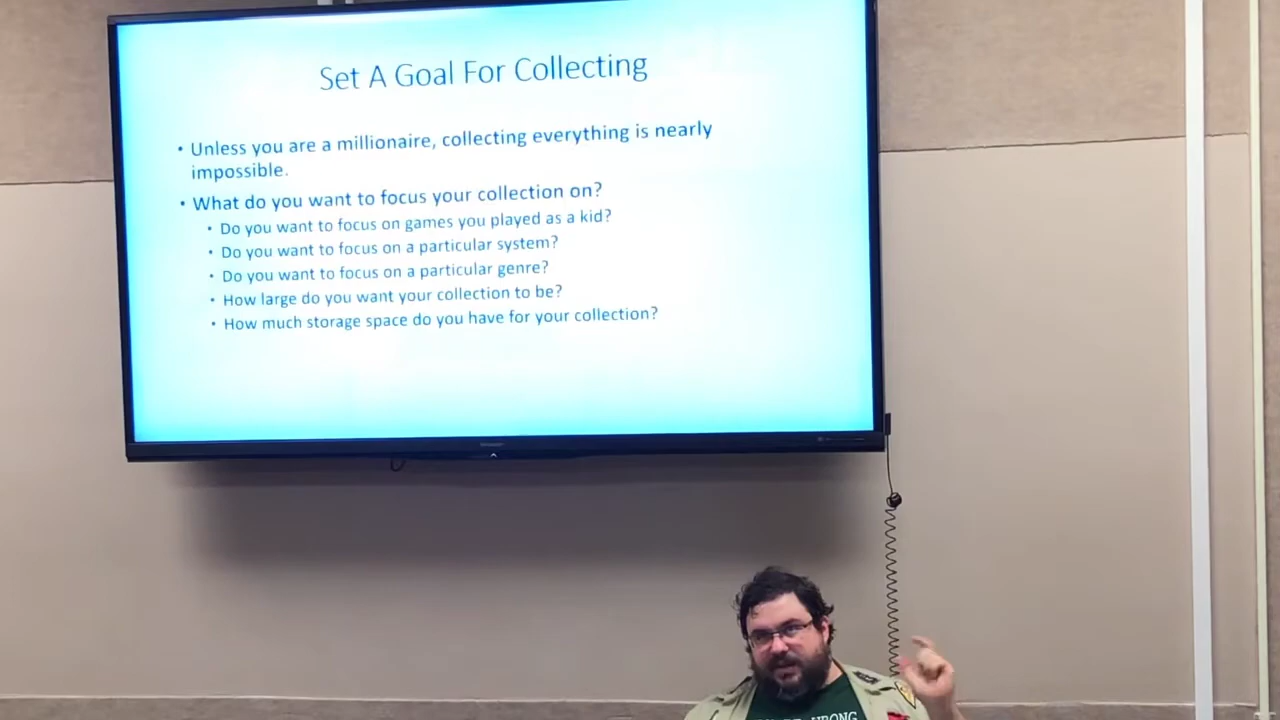 Set A Goal For Collecting
• Unless you are a millionaire, collecting everything is nearly
impossible.
• What do you want to focus your collection on?
• Do you want to focus on games you played as a kid?
• Do you want to focus on a particular system?
• Do you want to focus on a particular genre?
• How large do you want your collection to be?
• How much storage space do you have for your collection?